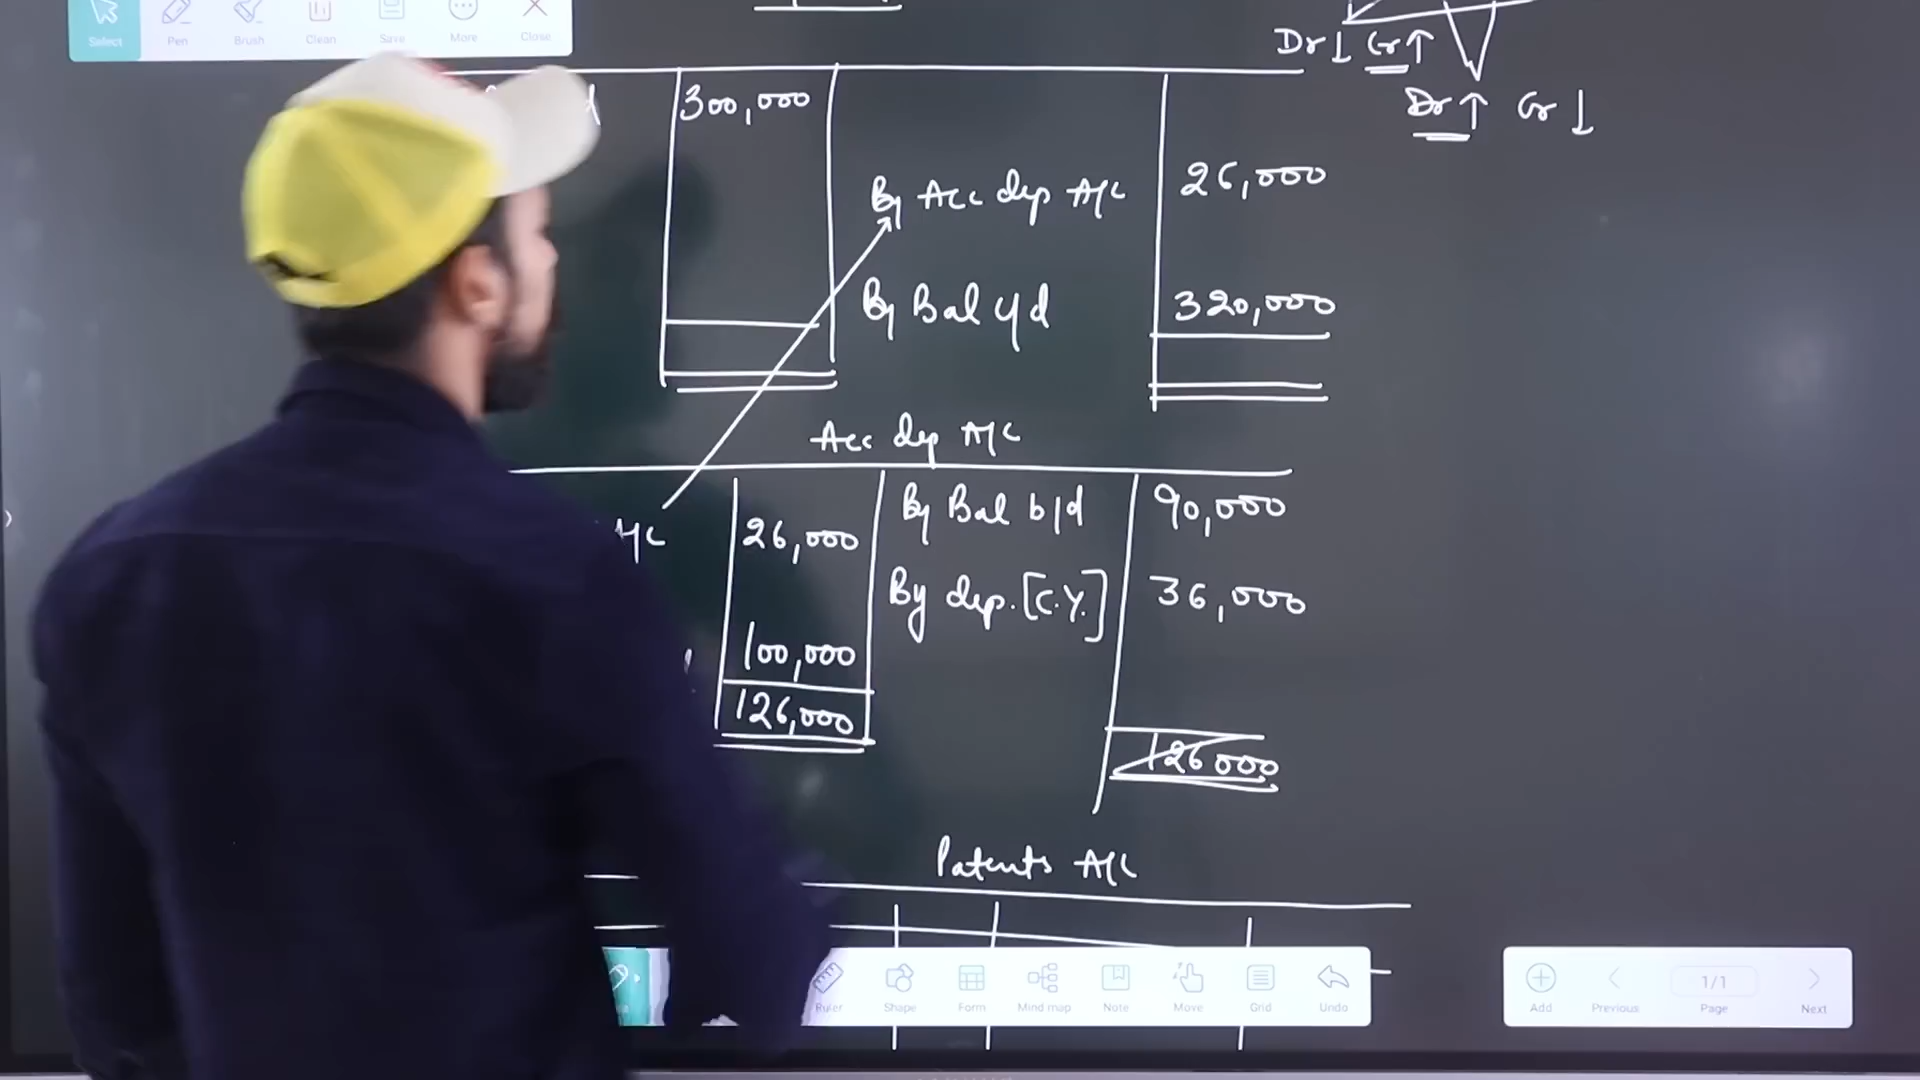 Select Pen Brush Clean Save More Close
Dr↓ Cr↑
Dr↑ Cr↓
d 300,000
By Acc dep A/C 26,000
By Bal c/d 320,000
Acc dep A/C
By Bal b/d 90,000
A/C 26,000
By dep. [C.Y.] 36,000
100,000
126,000
126000
Patents A/C
Ruler Shape Form Mind map Note Move Grid Undo
Add Previous 1/1 Page Next